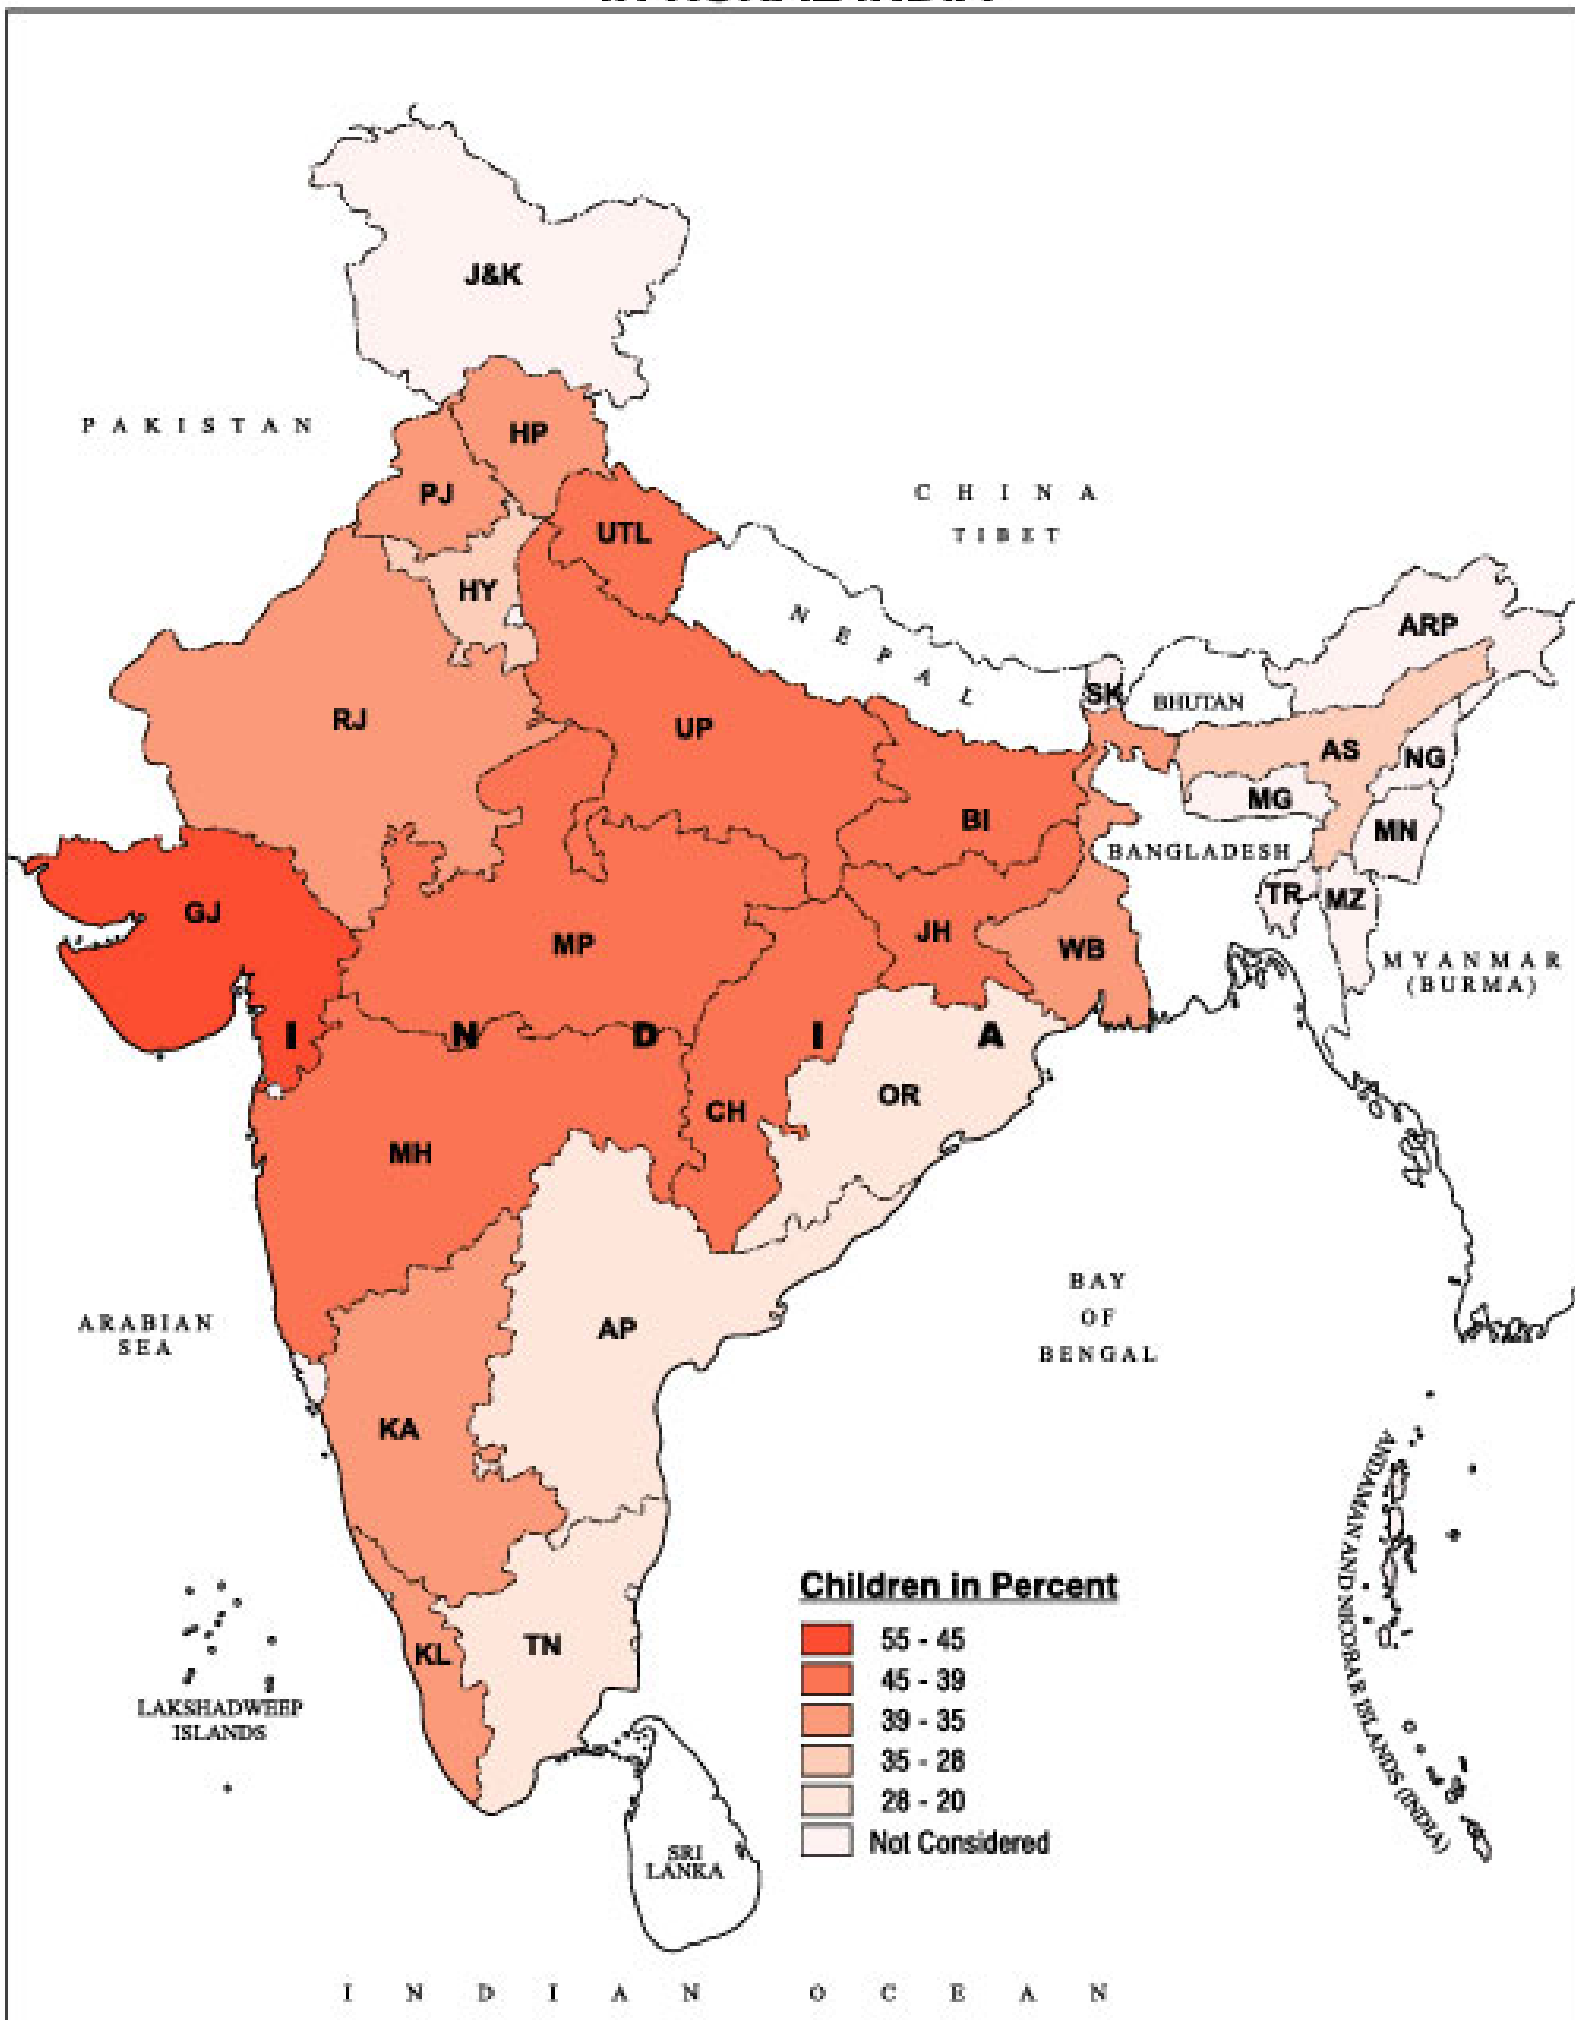 J&K
PAKISTAN
HP
PJ
CHINA
TIBET
UTL
HY
NEPAL
ARP
SK
BHUTAN
RJ
UP
AS
NG
MG
BI
MN
BANGLADESH
GJ
TR
MZ
JH
MP
WB
MYANMAR
(BURMA)
INDIA
OR
CH
MH
BAY
OF
BENGAL
ARABIAN
SEA
AP
KA
ANDAMAN AND NICOBAR ISLANDS (INDIA)
Children in Percent
55 - 45
45 - 39
39 - 35
35 - 28
28 - 20
Not Considered
KL
TN
LAKSHADWEEP
ISLANDS
SRI
LANKA
INDIAN OCEAN